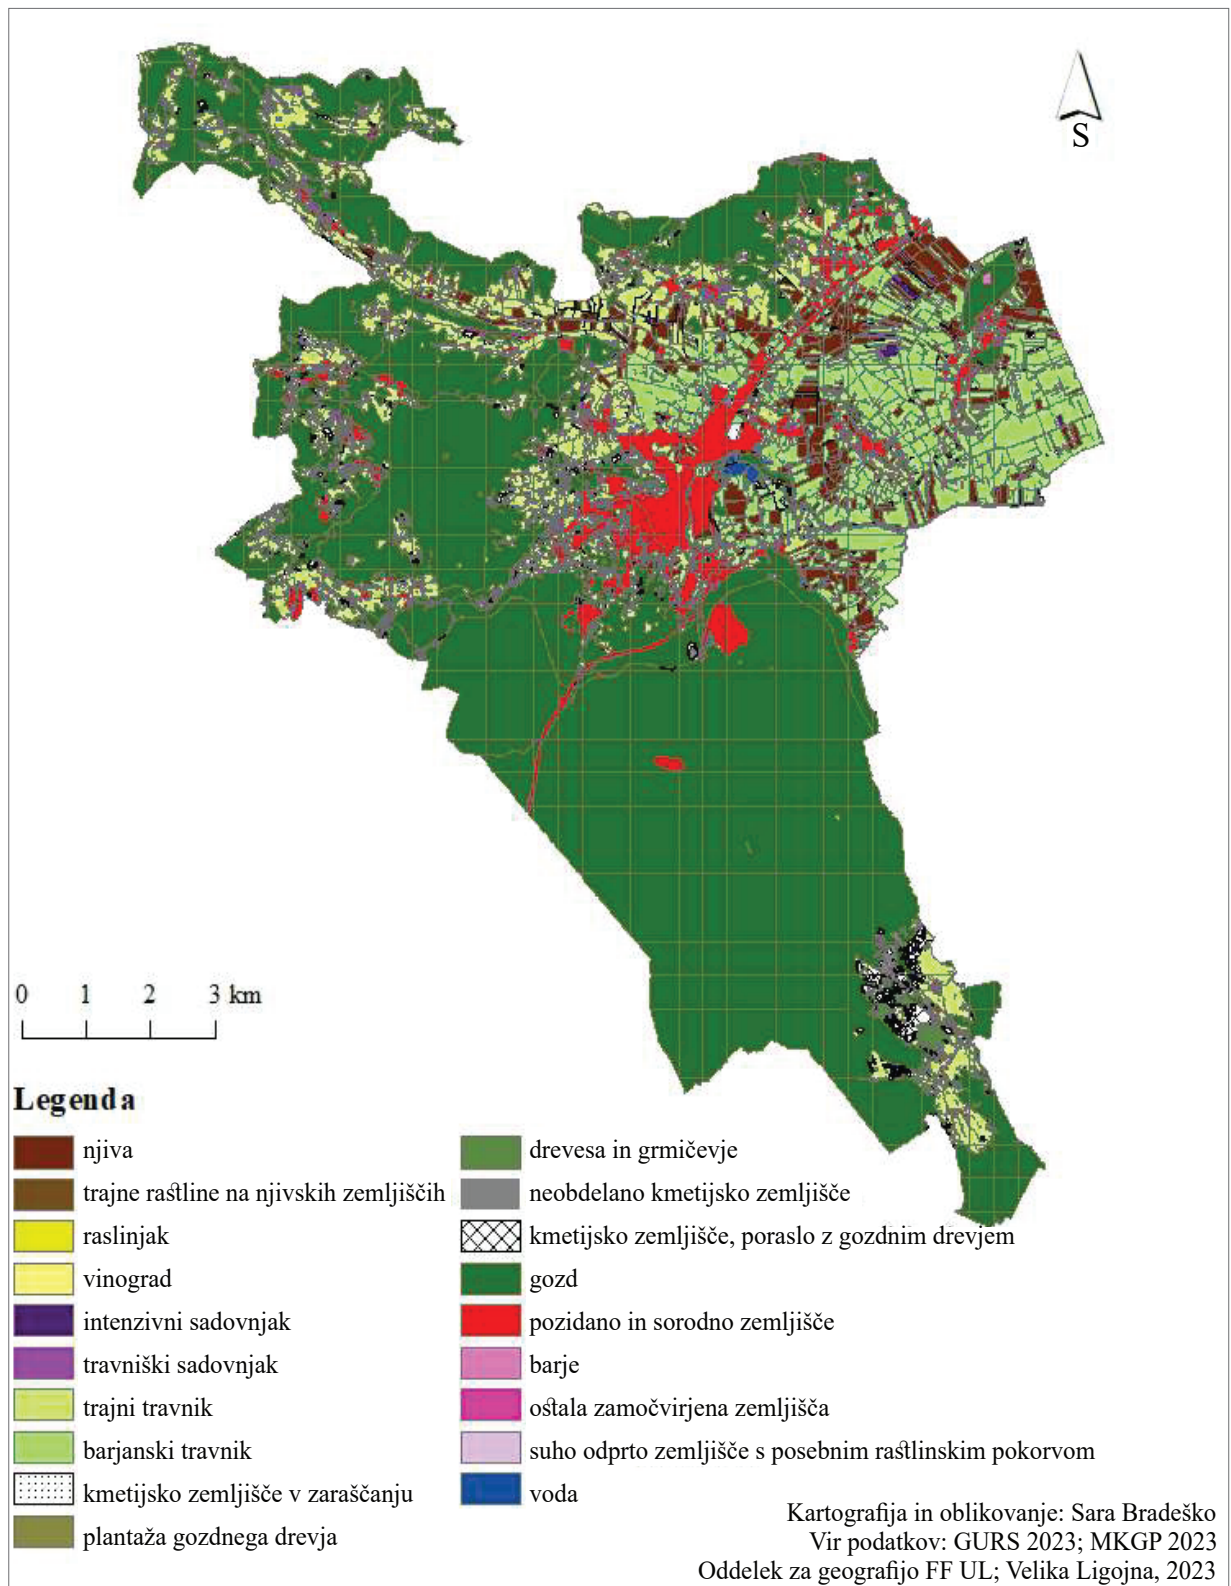 S
0 1 2 3 km
Legenda
njiva
trajne rastline na njivskih zemljiščih
raslinjak
vinograd
intenzivni sadovnjak
travniški sadovnjak
trajni travnik
barjanski travnik
kmetijsko zemljišče v zaraščanju
plantaža gozdnega drevja
drevesa in grmičevje
neobdelano kmetijsko zemljišče
kmetijsko zemljišče, poraslo z gozdnim drevjem
gozd
pozidano in sorodno zemljišče
barje
ostala zamočvirjena zemljišča
suho odprto zemljišče s posebnim rastlinskim pokorvom
voda
Kartografija in oblikovanje: Sara Bradeško
Vir podatkov: GURS 2023; MKGP 2023
Oddelek za geografijo FF UL; Velika Ligojna, 2023